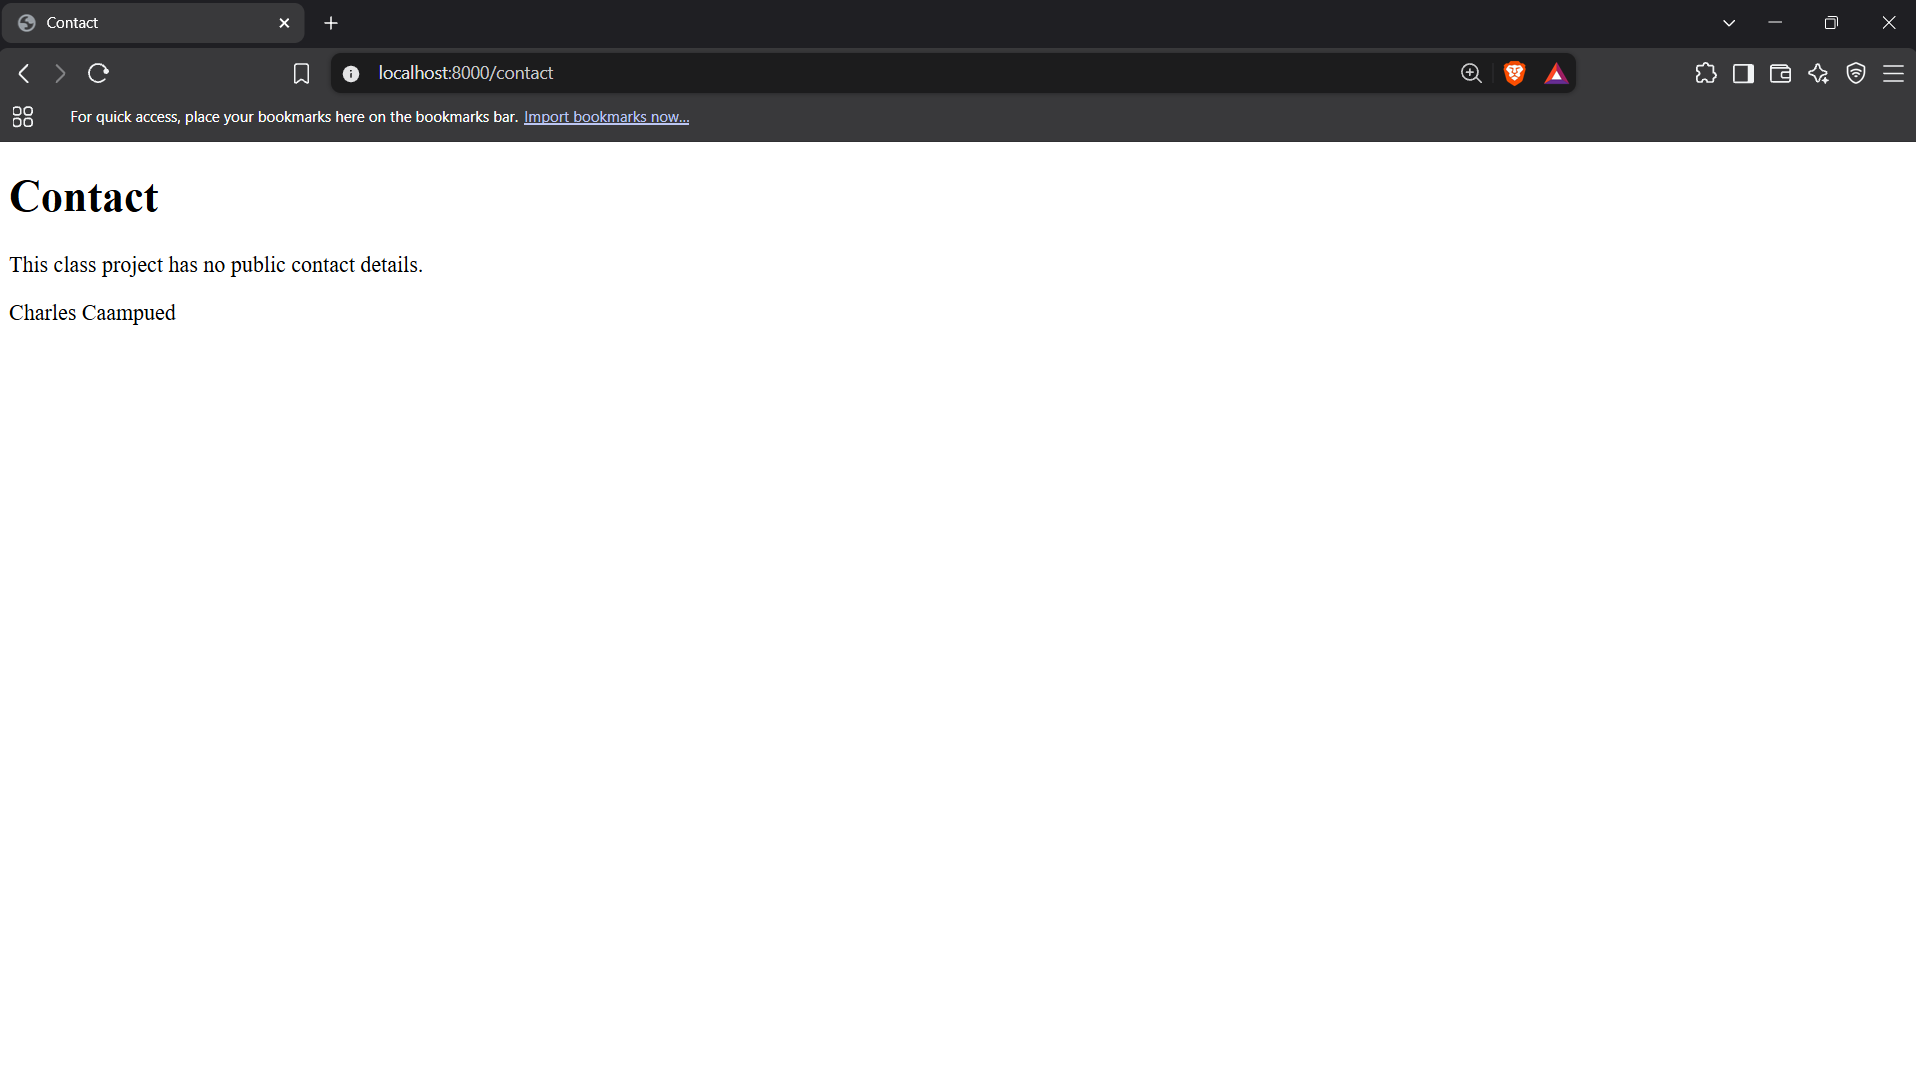 Contact
localhost:8000/contact
For quick access, place your bookmarks here on the bookmarks bar. Import bookmarks now...
Contact
This class project has no public contact details.
Charles Caampued